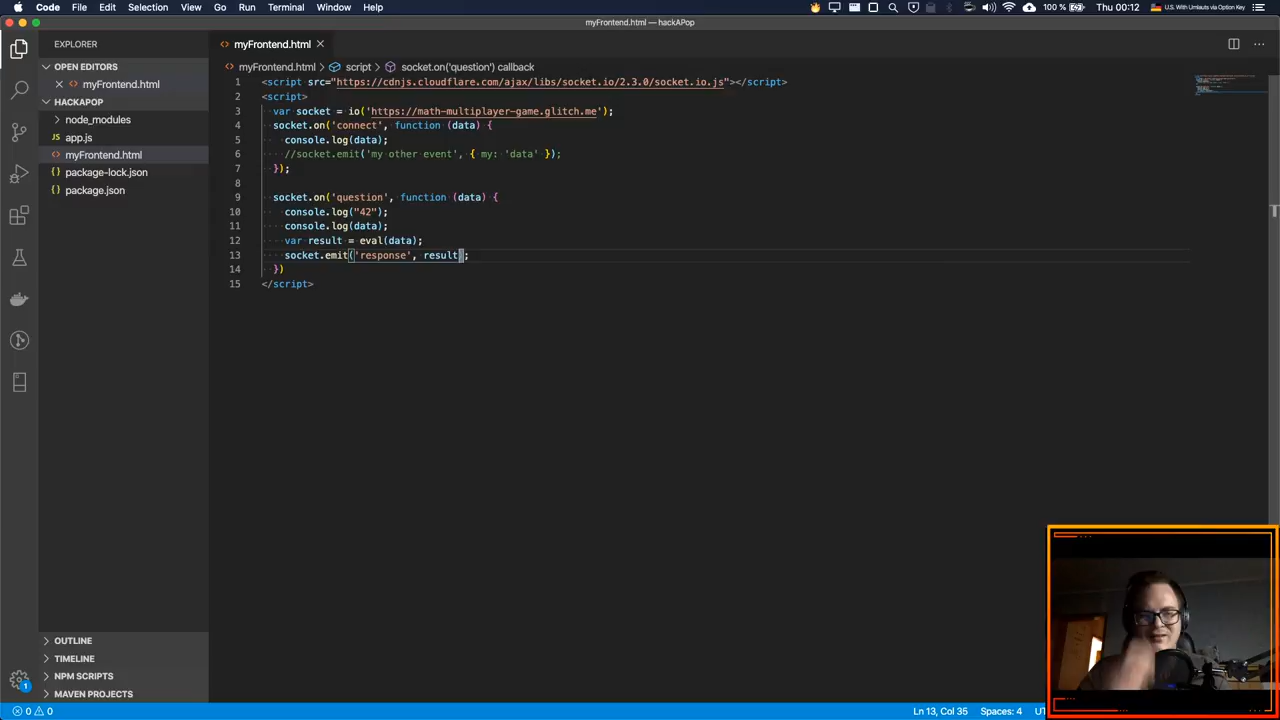 Code File Edit Selection View Go Run Terminal Window Help
100 % Thu 00:12 U.S. With Umlauts via Option Key
myFrontend.html — hackAPop
EXPLORER
OPEN EDITORS
myFrontend.html
HACKAPOP
node_modules
app.js
myFrontend.html
package-lock.json
package.json
OUTLINE
TIMELINE
NPM SCRIPTS
MAVEN PROJECTS
myFrontend.html
myFrontend.html > script > socket.on('question') callback
1 <script src="https://cdnjs.cloudflare.com/ajax/libs/socket.io/2.3.0/socket.io.js"></script>
2 <script>
3 var socket = io('https://math-multiplayer-game.glitch.me');
4 socket.on('connect', function (data) {
5 console.log(data);
6 //socket.emit('my other event', { my: 'data' });
7 });
8
9 socket.on('question', function (data) {
10 console.log("42");
11 console.log(data);
12 var result = eval(data);
13 socket.emit('response', result);
14 })
15 </script>
1
0 0
Ln 13, Col 35 Spaces: 4